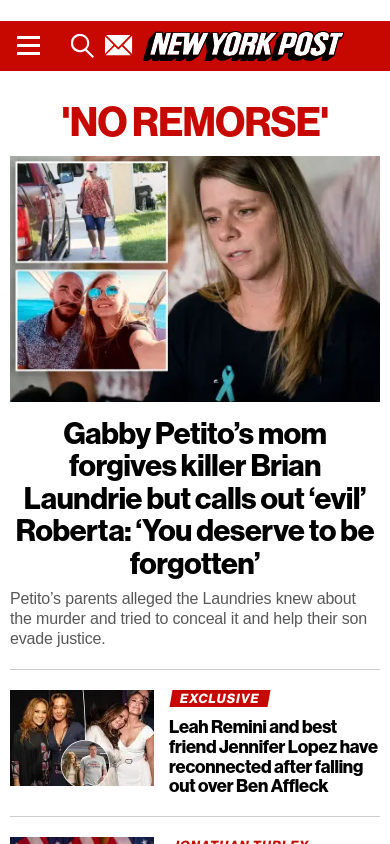 NEW YORK POST
'NO REMORSE'
Gabby Petito’s mom
forgives killer Brian
Laundrie but calls out ‘evil’
Roberta: ‘You deserve to be
forgotten’
Petito’s parents alleged the Laundries knew about
the murder and tried to conceal it and help their son
evade justice.
EXCLUSIVE
Leah Remini and best
friend Jennifer Lopez have
reconnected after falling
out over Ben Affleck
JONATHAN TURLEY